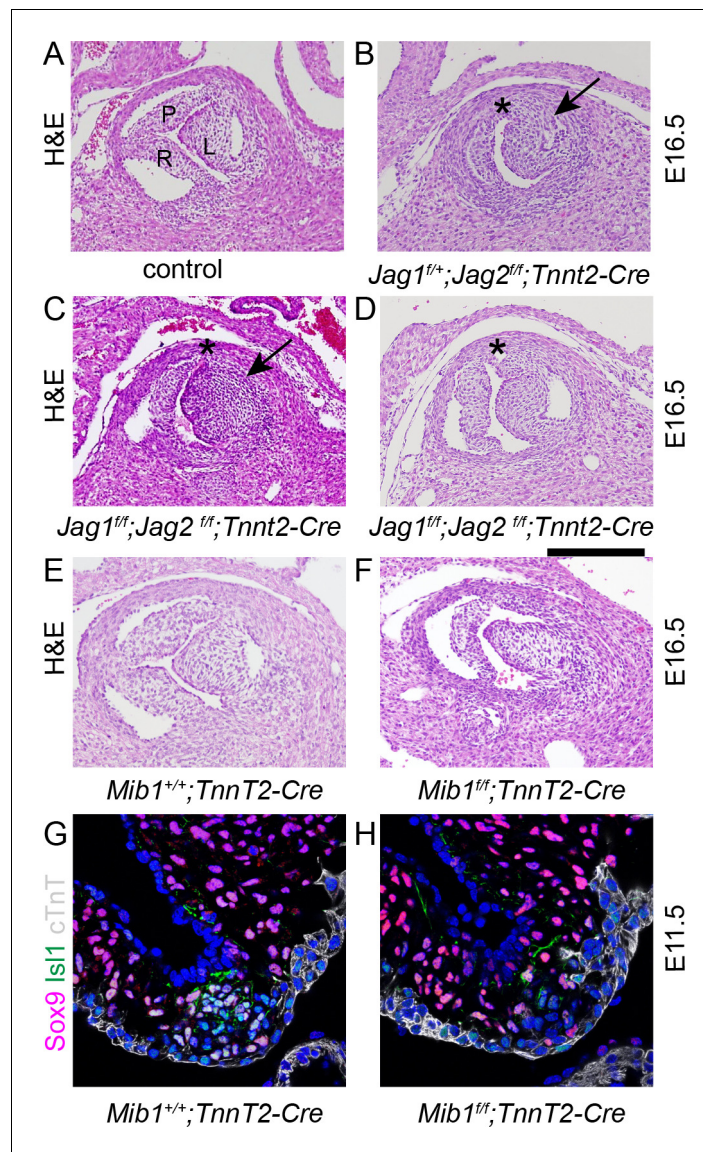 A
B
H&E
P
R
L
*
E16.5
control
Jag1f/+;Jag2f/f;Tnnt2-Cre
C
D
H&E
*
*
E16.5
Jag1f/f;Jag2 f/f;Tnnt2-Cre
Jag1f/f;Jag2 f/f;Tnnt2-Cre
E
F
H&E
E16.5
Mib1+/+;TnnT2-Cre
Mib1f/f;TnnT2-Cre
G
H
Sox9 Isl1 cTnT
E11.5
Mib1+/+;TnnT2-Cre
Mib1f/f;TnnT2-Cre